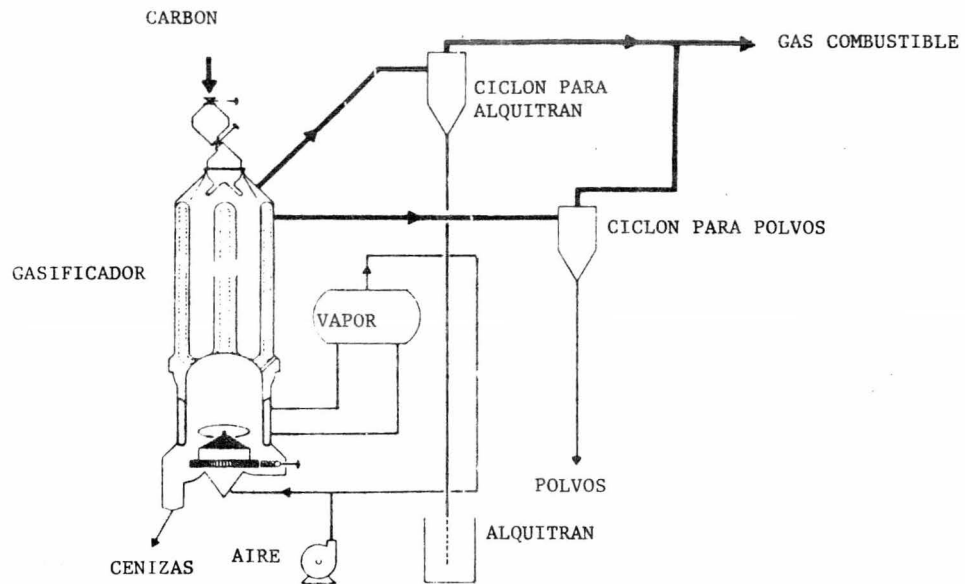 CARBON
GAS COMBUSTIBLE
CICLON PARA
ALQUITRAN
CICLON PARA POLVOS
GASIFICADOR
VAPOR
POLVOS
ALQUITRAN
AIRE
CENIZAS